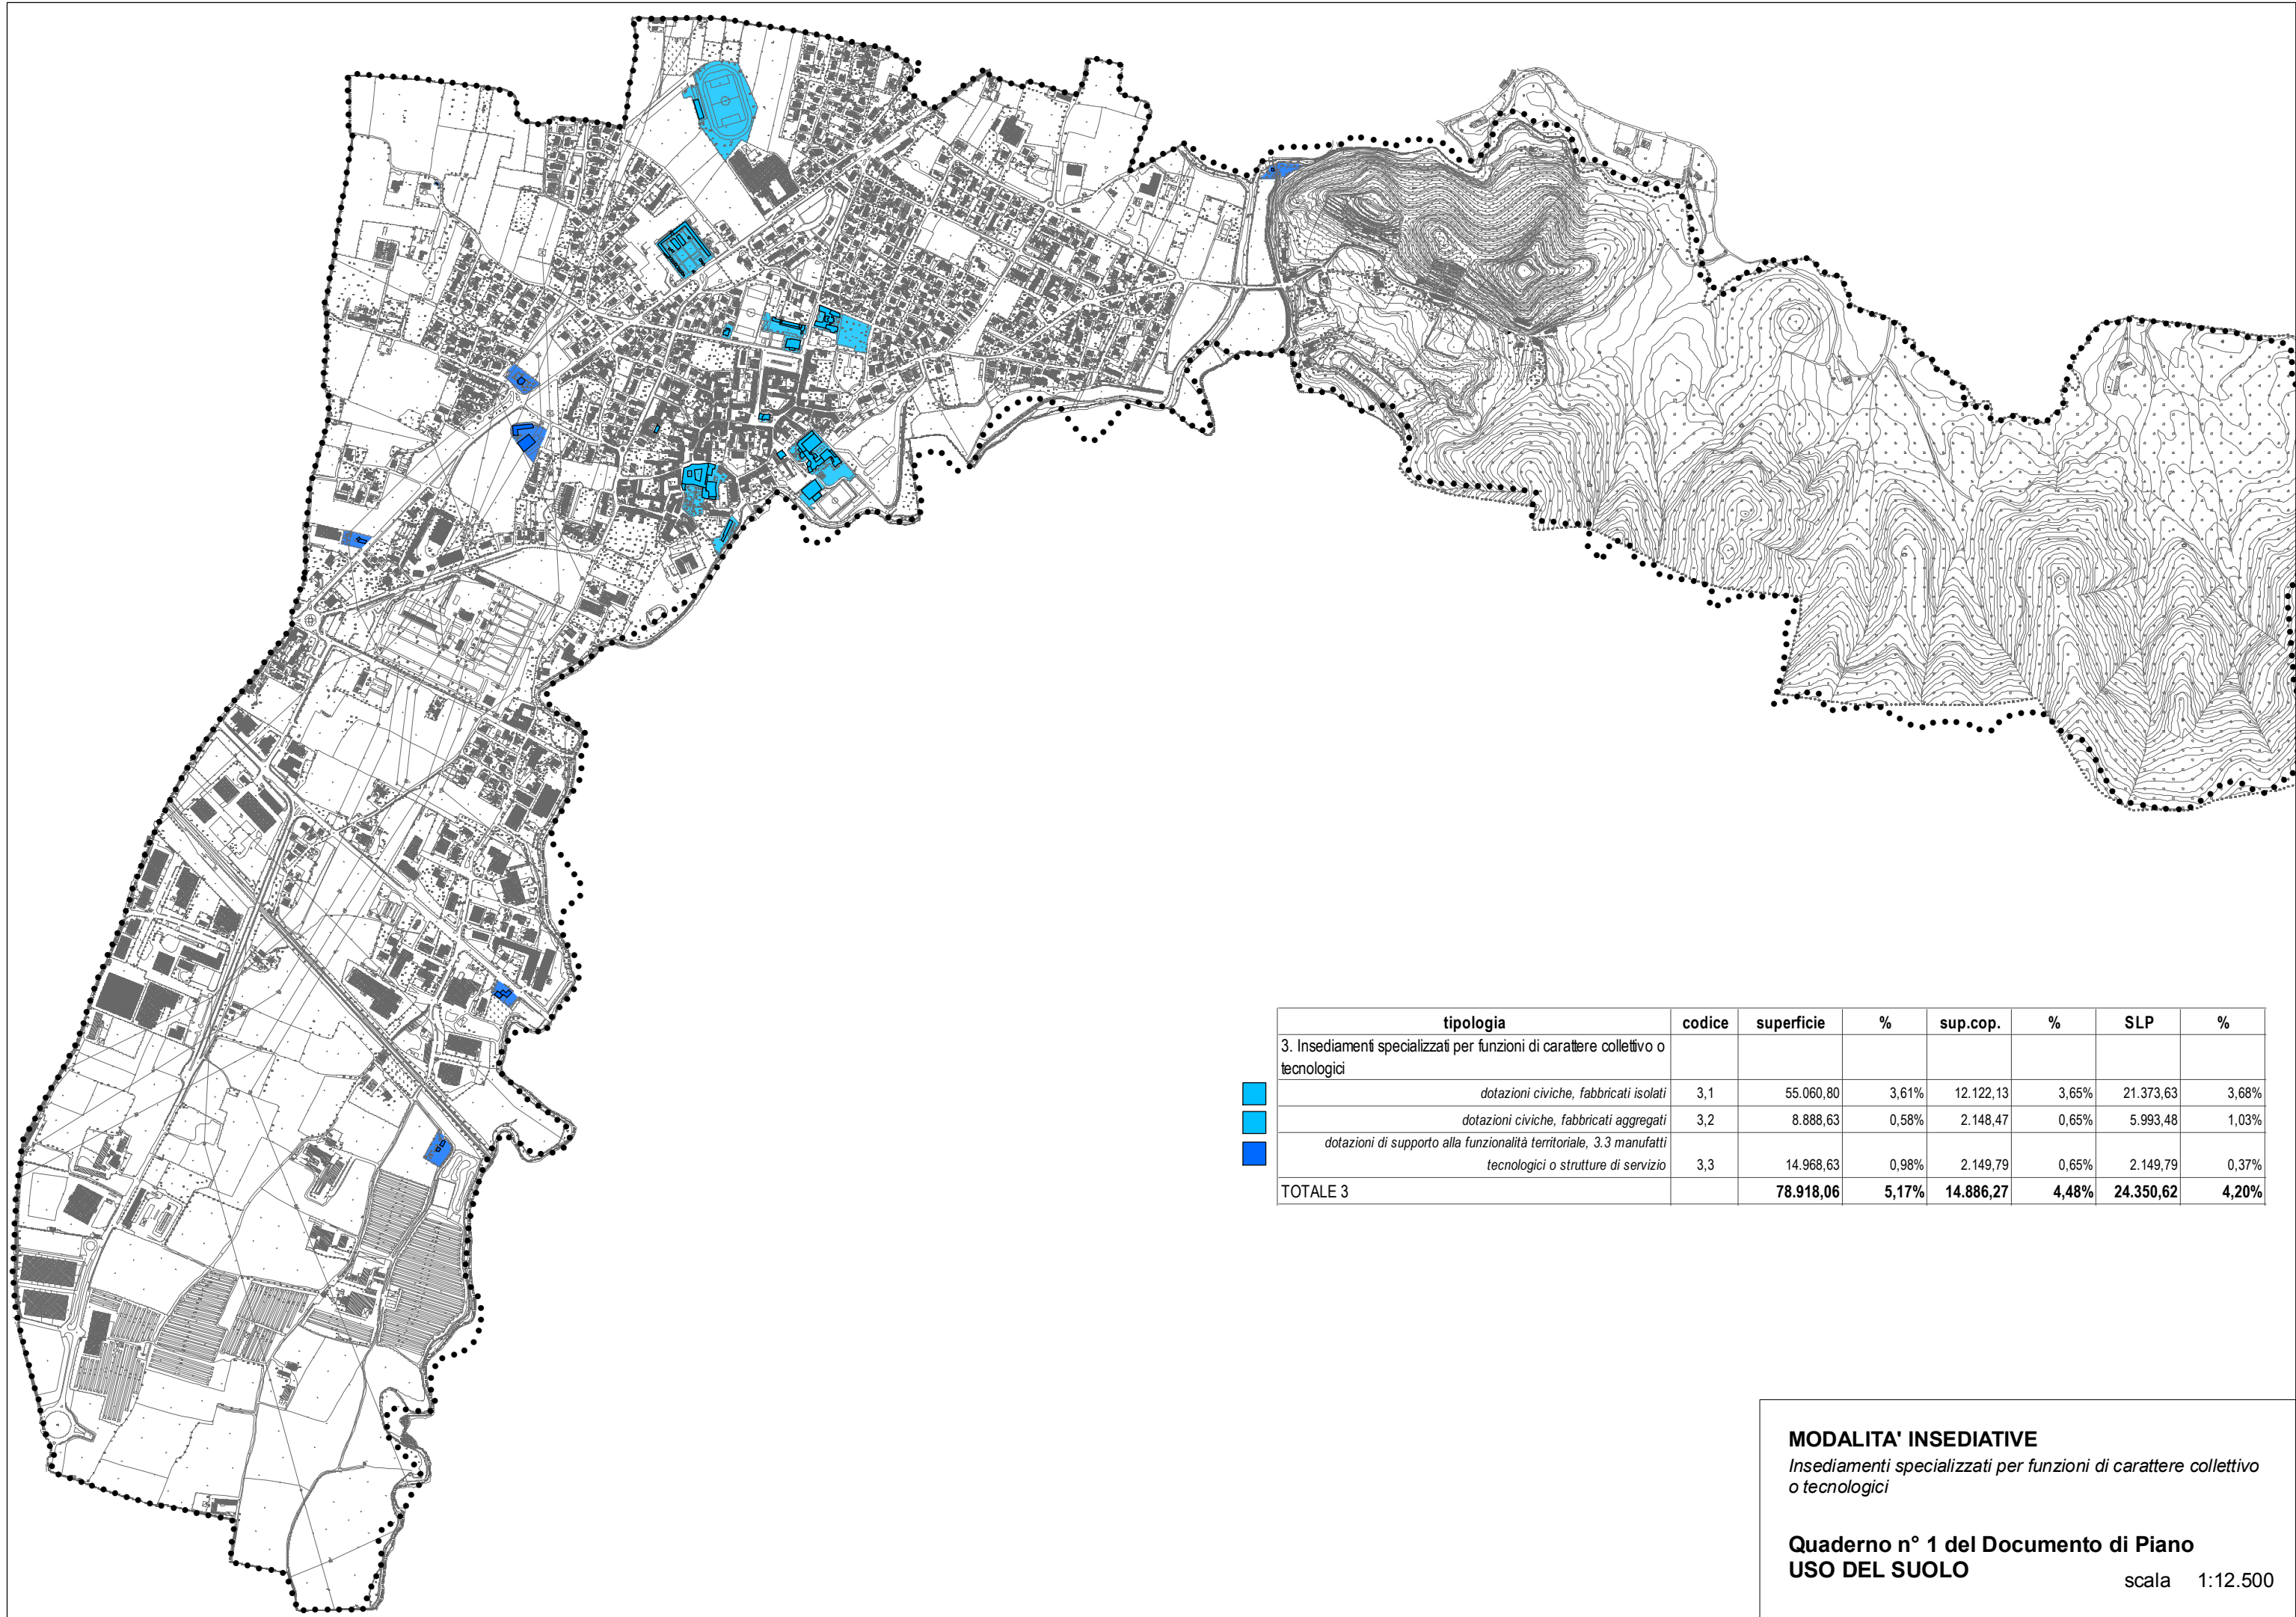 tipologia codice superficie % sup.cop. % SLP %
3. Insediamenti specializzati per funzioni di carattere collettivo o
tecnologici
dotazioni civiche, fabbricati isolati 3,1 55.060,80 3,61% 12.122,13 3,65% 21.373,63 3,68%
dotazioni civiche, fabbricati aggregati 3,2 8.888,63 0,58% 2.148,47 0,65% 5.993,48 1,03%
dotazioni di supporto alla funzionalità territoriale, 3.3 manufatti
tecnologici o strutture di servizio 3,3 14.968,63 0,98% 2.149,79 0,65% 2.149,79 0,37%
TOTALE 3 78.918,06 5,17% 14.886,27 4,48% 24.350,62 4,20%
MODALITA' INSEDIATIVE
Insediamenti specializzati per funzioni di carattere collettivo
o tecnologici
Quaderno n° 1 del Documento di Piano
USO DEL SUOLO
scala 1:12.500